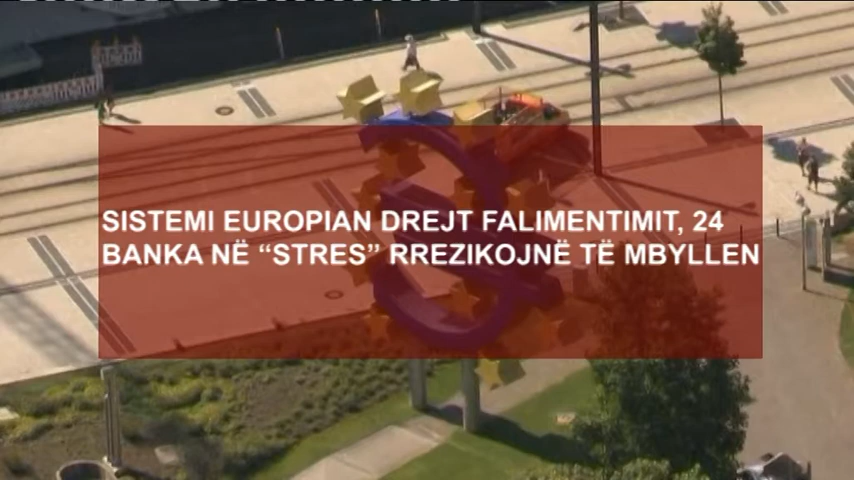 SISTEMI EUROPIAN DREJT FALIMENTIMIT, 24
BANKA NË “STRES” RREZIKOJNË TË MBYLLEN